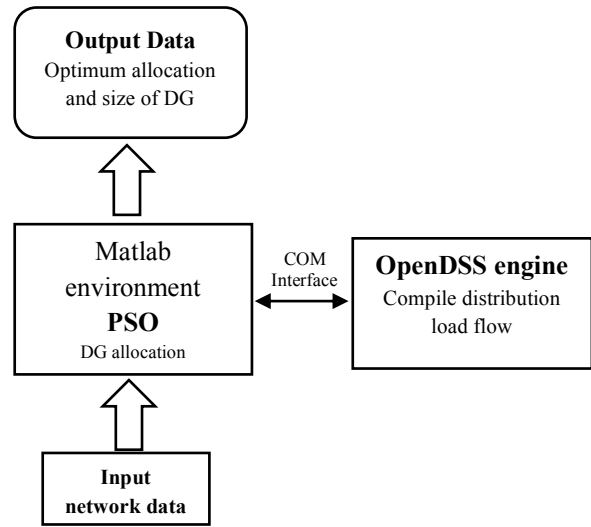 Output Data
Optimum allocation
and size of DG
Matlab
environment
PSO
DG allocation
COM
Interface
OpenDSS engine
Compile distribution
load flow
Input
network data